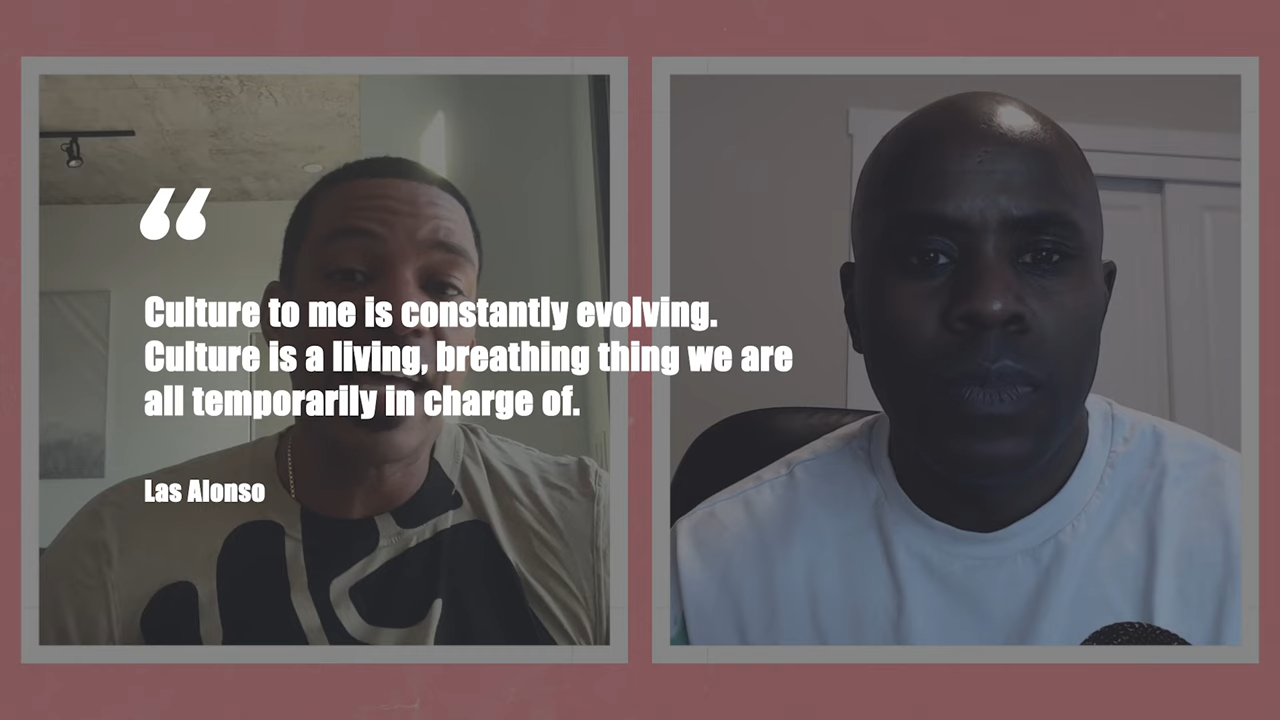 “
Culture to me is constantly evolving.
Culture is a living, breathing thing we are
all temporarily in charge of.
Las Alonso